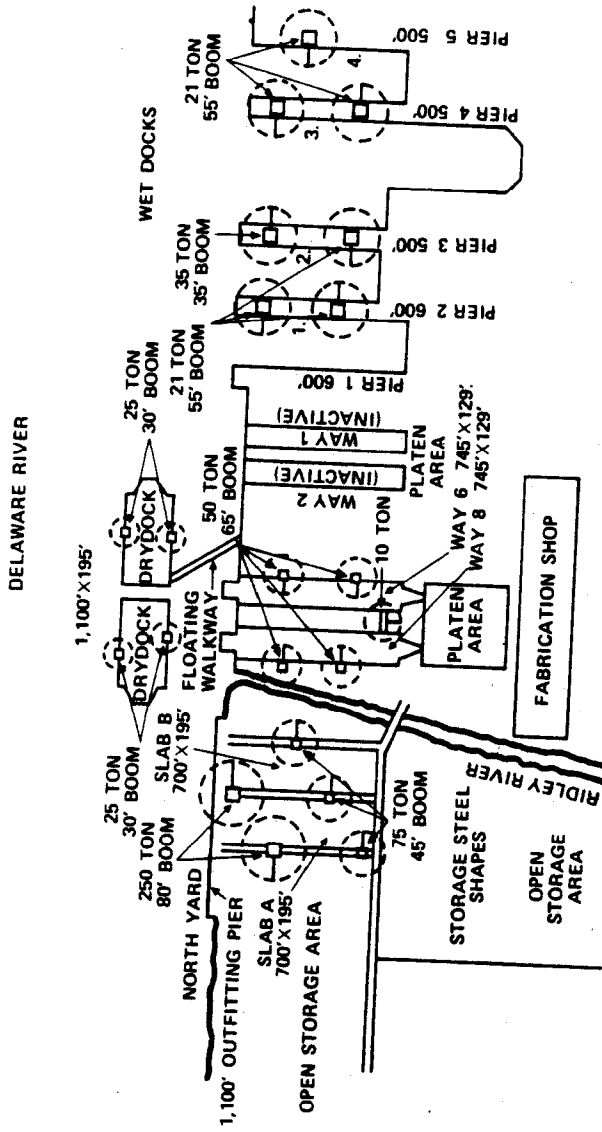 DELAWARE RIVER
1,100'X195'
WET DOCKS
25 TON
30' BOOM
250 TON
80' BOOM
NORTH YARD
1,100' OUTFITTING PIER
SLAB A
700'X195'
OPEN STORAGE AREA
SLAB B
700'X195'
25 TON
30' BOOM
DRYDOCK
DRYDOCK
FLOATING
WALKWAY
50 TON
65' BOOM
21 TON
55' BOOM
35 TON
35' BOOM
21 TON
55' BOOM
75 TON
45' BOOM
STORAGE STEEL
SHAPES
OPEN
STORAGE
AREA
RIDLEY RIVER
10 TON
WAY 6 745'X129'
WAY 8 745'X129'
PLATEN
AREA
PLATEN
AREA
FABRICATION SHOP
WAY 2
(INACTIVE)
WAY 1
(INACTIVE)
PIER 1 600'
1.
PIER 2 600'
2.
PIER 3 500'
3.
PIER 4 500'
4.
PIER 5 500'